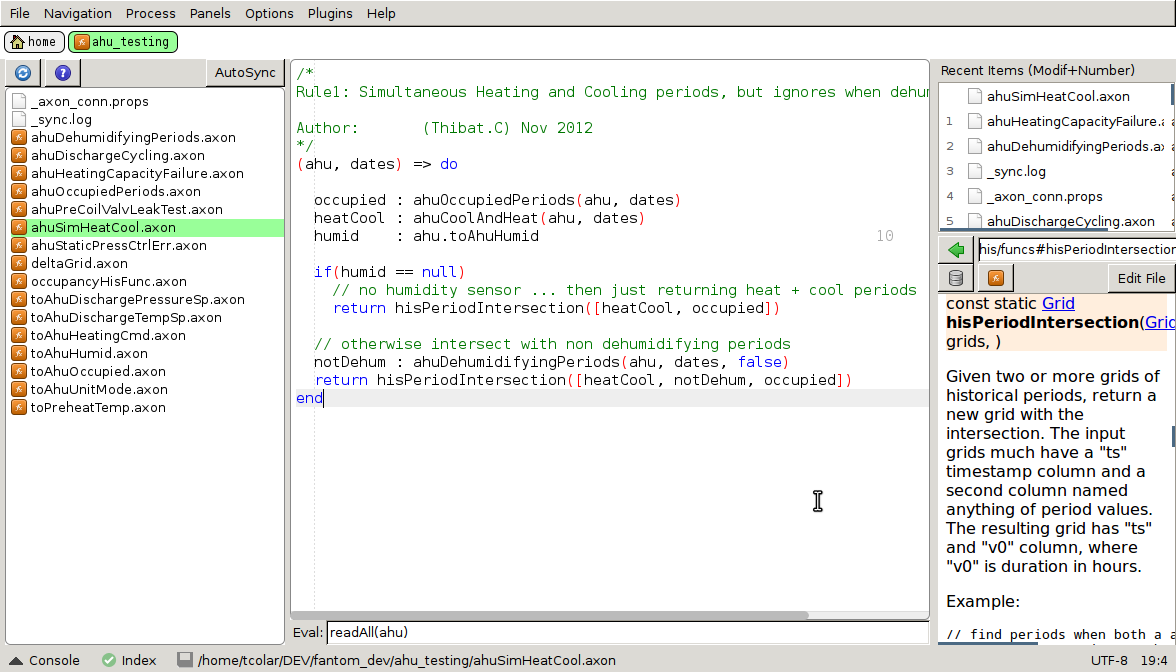 File Navigation Process Panels Options Plugins Help
home ahu_testing
AutoSync
_axon_conn.props
_sync.log
ahuDehumidifyingPeriods.axon
ahuDischargeCycling.axon
ahuHeatingCapacityFailure.axon
ahuOccupiedPeriods.axon
ahuPreCoilValvLeakTest.axon
ahuSimHeatCool.axon
ahuStaticPressCtrlErr.axon
deltaGrid.axon
occupancyHisFunc.axon
toAhuDischargePressureSp.axon
toAhuDischargeTempSp.axon
toAhuHeatingCmd.axon
toAhuHumid.axon
toAhuOccupied.axon
toAhuUnitMode.axon
toPreheatTemp.axon
/*
Rule1: Simultaneous Heating and Cooling periods, but ignores when dehum
Author:       (Thibat.C) Nov 2012
*/
(ahu, dates) => do
occupied : ahuOccupiedPeriods(ahu, dates)
heatCool : ahuCoolAndHeat(ahu, dates)
humid    : ahu.toAhuHumid 10
if(humid == null)
// no humidity sensor ... then just returning heat + cool periods
return hisPeriodIntersection([heatCool, occupied])
// otherwise intersect with non dehumidifying periods
notDehum : ahuDehumidifyingPeriods(ahu, dates, false)
return hisPeriodIntersection([heatCool, notDehum, occupied])
end
Eval: readAll(ahu)
Recent Items (Modif+Number)
ahuSimHeatCool.axon
1 ahuHeatingCapacityFailure.a
2 ahuDehumidifyingPeriods.ax
3 _sync.log
4 _axon_conn.props
5 ahuDischargeCycling.axon
his/funcs#hisPeriodIntersection
Edit File
const static Grid
hisPeriodIntersection(Grid
grids, )
Given two or more grids of
historical periods, return a
new grid with the
intersection. The input
grids much have a "ts"
timestamp column and a
second column named
anything of period values.
The resulting grid has "ts"
and "v0" column, where
"v0" is duration in hours.
Example:
// find periods when both a a
Console Index /home/tcolar/DEV/fantom_dev/ahu_testing/ahuSimHeatCool.axon UTF-8 19:4